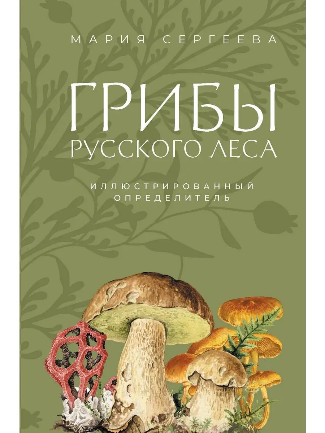 МАРИЯ СЕРГЕЕВА
ГРИБЫ
РУССКОГО ЛЕСА
ИЛЛЮСТРИРОВАННЫЙ
ОПРЕДЕЛИТЕЛЬ